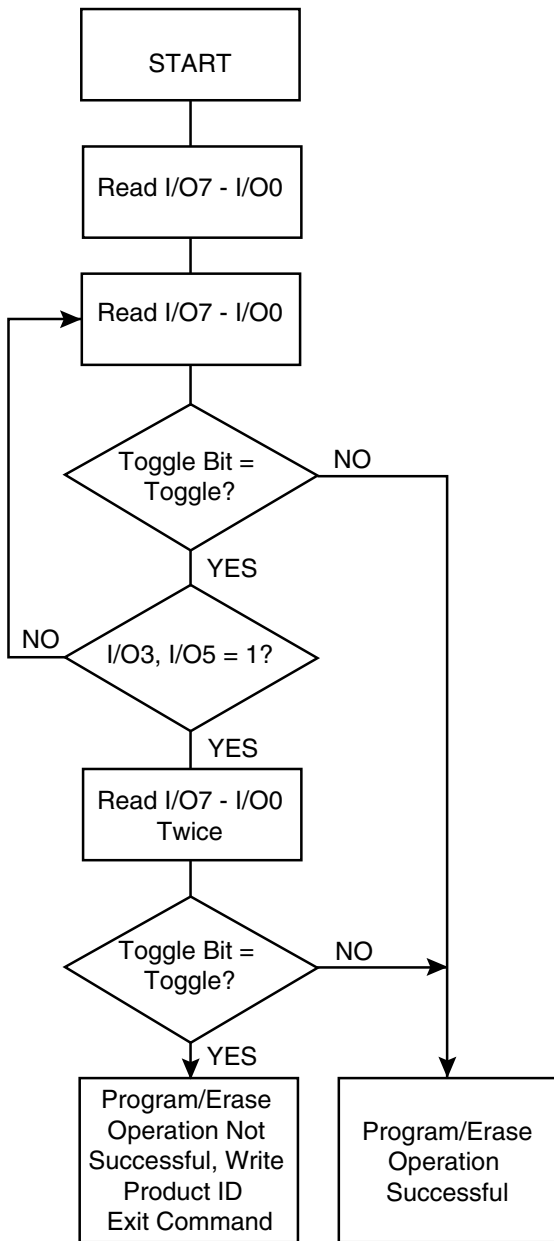 START
Read I/O7 - I/O0
Read I/O7 - I/O0
Toggle Bit =
Toggle?
NO
YES
NO
I/O3, I/O5 = 1?
YES
Read I/O7 - I/O0
Twice
Toggle Bit =
Toggle?
NO
YES
Program/Erase
Operation Not
Successful, Write
Product ID
Exit Command
Program/Erase
Operation
Successful